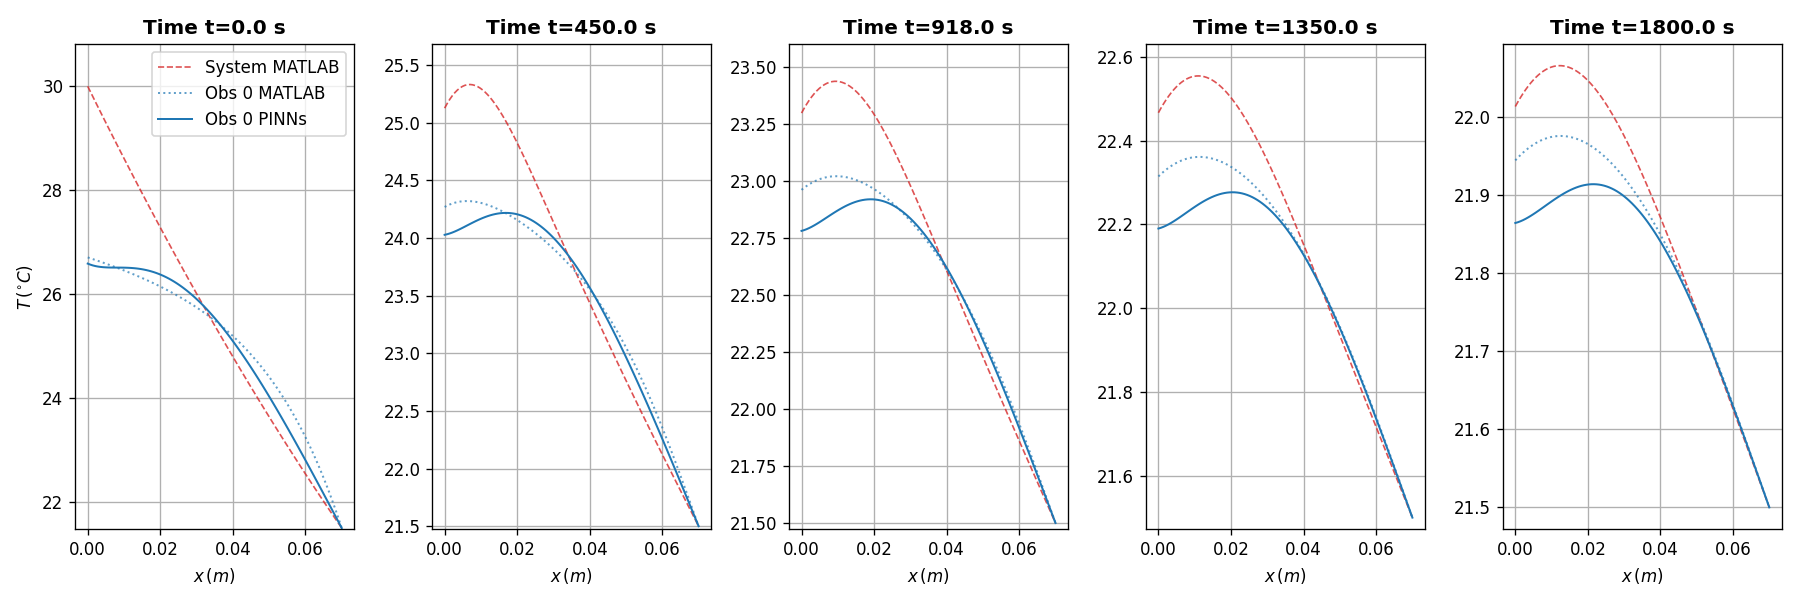 Time t=0.0 s
Time t=450.0 s
Time t=918.0 s
Time t=1350.0 s
Time t=1800.0 s
System MATLAB
Obs 0 MATLAB
Obs 0 PINNs
T (°C)
30
28
26
24
22
0.00 0.02 0.04 0.06
x (m)
25.5
25.0
24.5
24.0
23.5
23.0
22.5
22.0
21.5
0.00 0.02 0.04 0.06
x (m)
23.50
23.25
23.00
22.75
22.50
22.25
22.00
21.75
21.50
0.00 0.02 0.04 0.06
x (m)
22.6
22.4
22.2
22.0
21.8
21.6
0.00 0.02 0.04 0.06
x (m)
22.0
21.9
21.8
21.7
21.6
21.5
0.00 0.02 0.04 0.06
x (m)